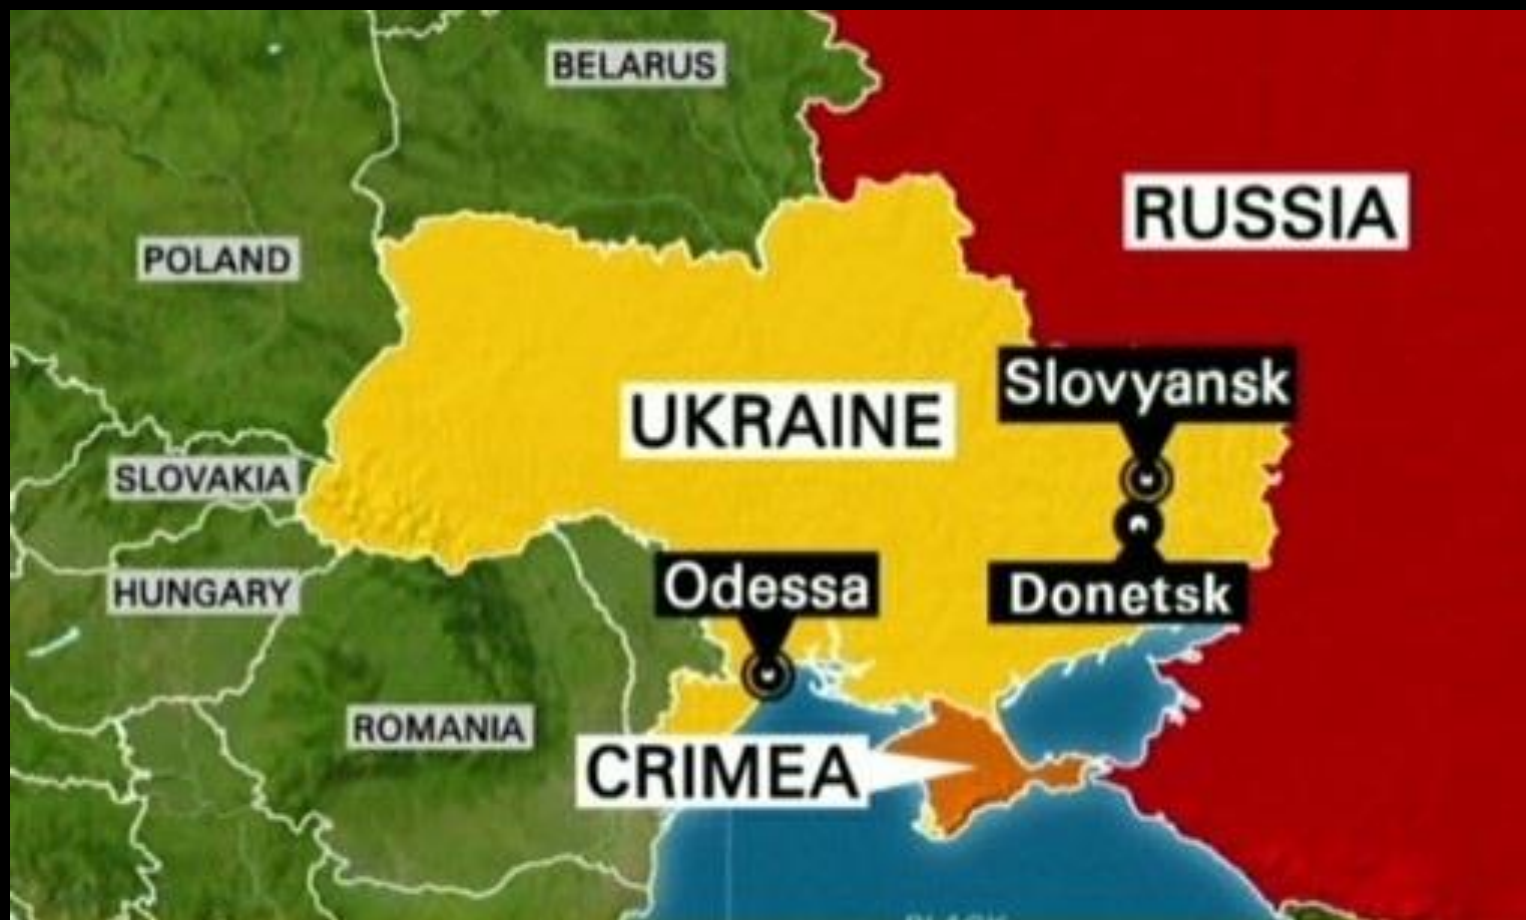 BELARUS
RUSSIA
POLAND
Slovyansk
UKRAINE
SLOVAKIA
Odessa
Donetsk
HUNGARY
ROMANIA
CRIMEA